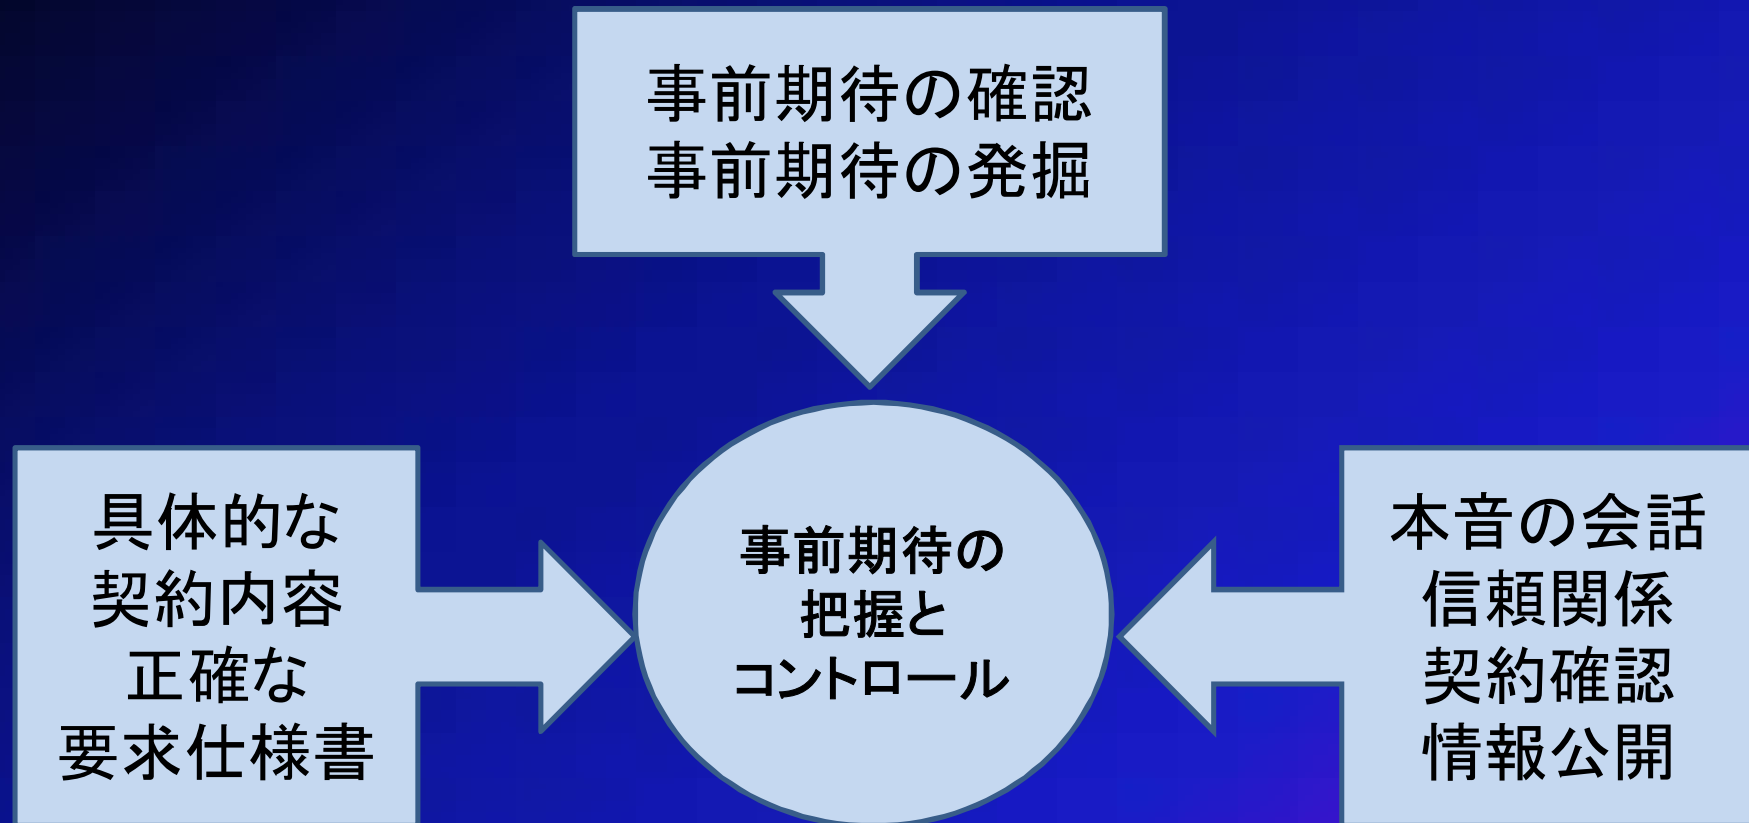 事前期待の確認
事前期待の発掘
具体的な
契約内容
正確な
要求仕様書
事前期待の
把握と
コントロール
本音の会話
信頼関係
契約確認
情報公開